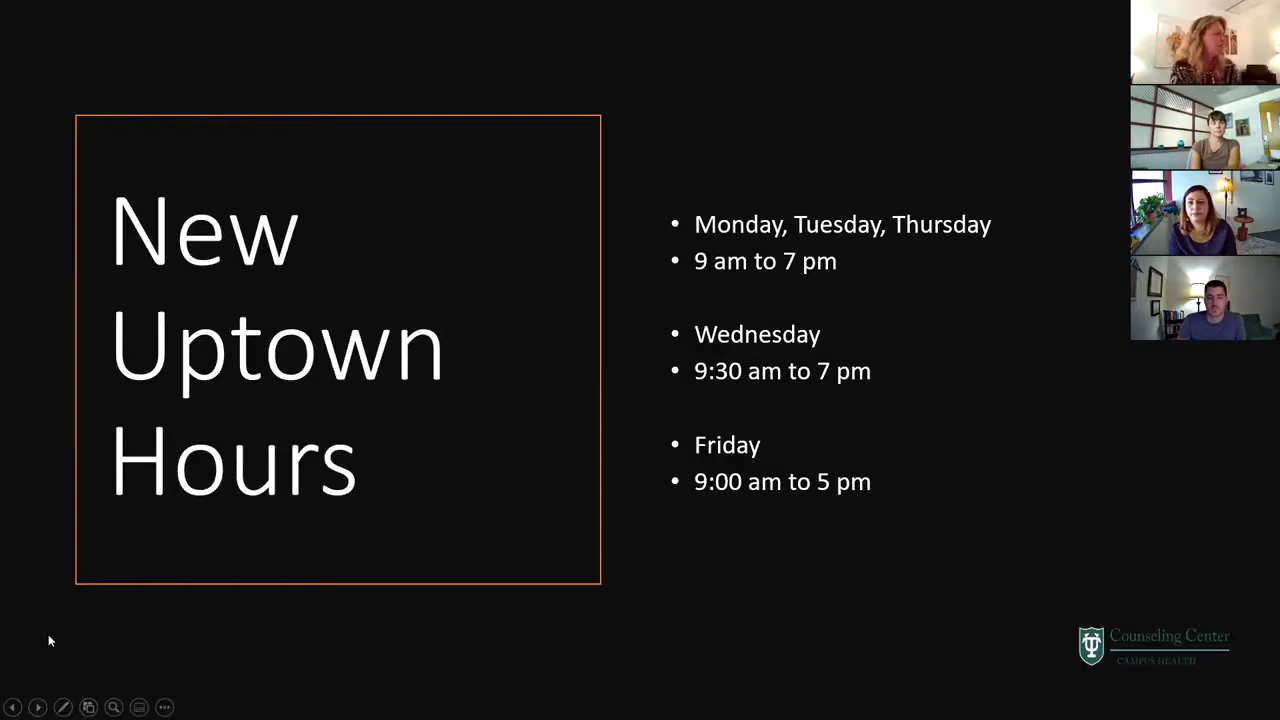 New
Uptown
Hours
• Monday, Tuesday, Thursday
• 9 am to 7 pm
• Wednesday
• 9:30 am to 7 pm
• Friday
• 9:00 am to 5 pm
Counseling Center
CAMPUS HEALTH